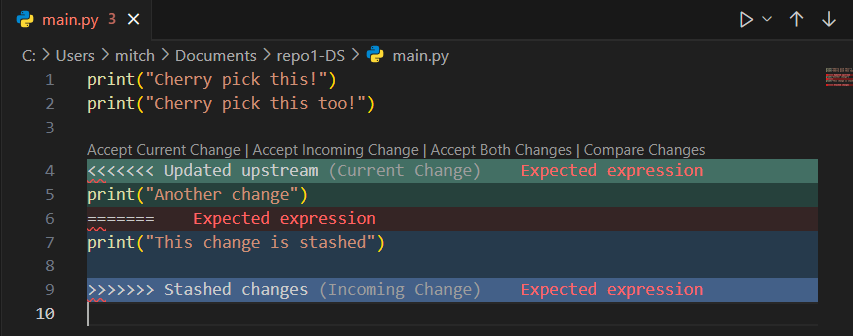 main.py 3 ×
C: > Users > mitch > Documents > repo1-DS > main.py
1 print("Cherry pick this!")
2 print("Cherry pick this too!")
3
Accept Current Change | Accept Incoming Change | Accept Both Changes | Compare Changes
4 <<<<<<< Updated upstream (Current Change) Expected expression
5 print("Another change")
6 ======= Expected expression
7 print("This change is stashed")
8
9 >>>>>>> Stashed changes (Incoming Change) Expected expression
10